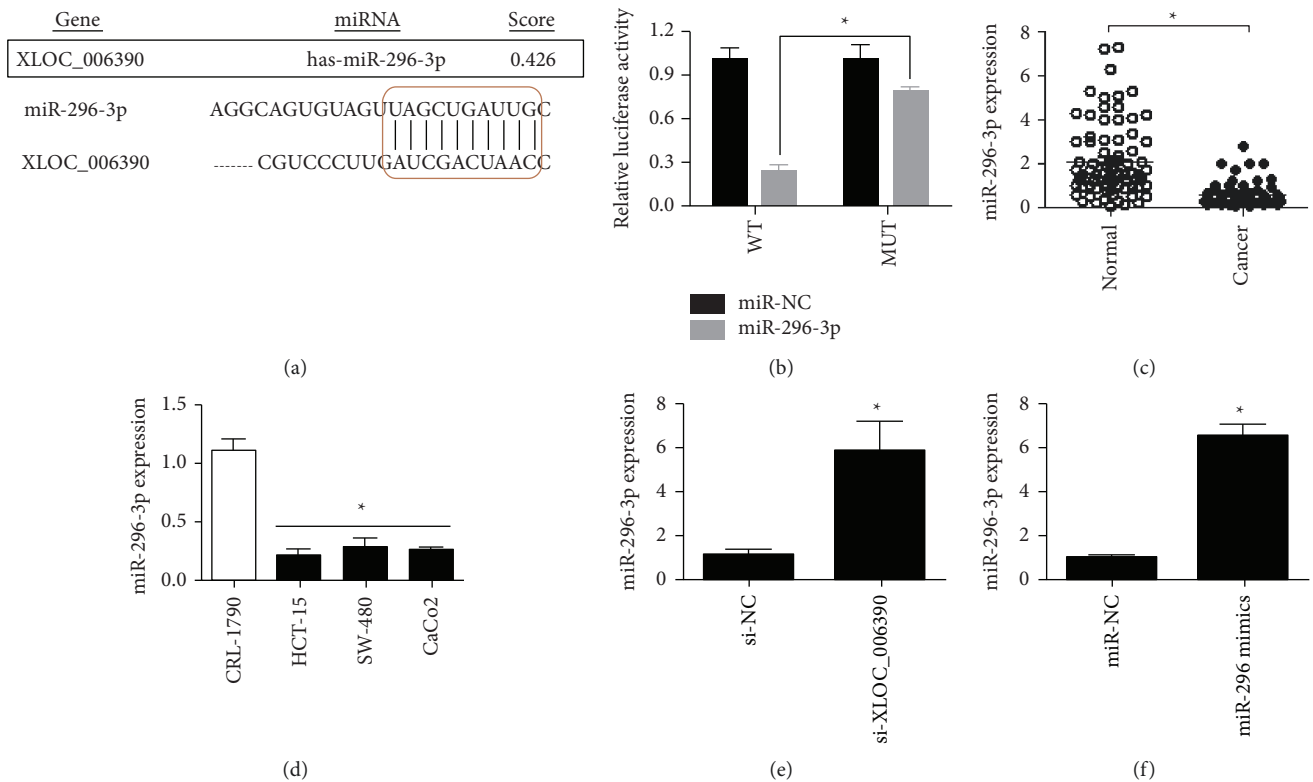 Gene miRNA Score
XLOC_006390 has-miR-296-3p 0.426
miR-296-3p AGGCAGUGUAGUUAGCUGAUUGC
XLOC_006390 ------ CGUCCCUUGAUCGACUAACC
(a)
Relative luciferase activity
1.2
0.9
0.6
0.3
0.0
*
WT
MUT
miR-NC
miR-296-3p
(b)
miR-296-3p expression
8
6
4
2
0
*
Normal
Cancer
(c)
miR-296-3p expression
1.5
1.0
0.5
0.0
*
CRL-1790
HCT-15
SW-480
CaCo2
(d)
miR-296-3p expression
8
6
4
2
0
*
si-NC
si-XLOC_006390
(e)
miR-296-3p expression
8
6
4
2
0
*
miR-NC
miR-296 mimics
(f)